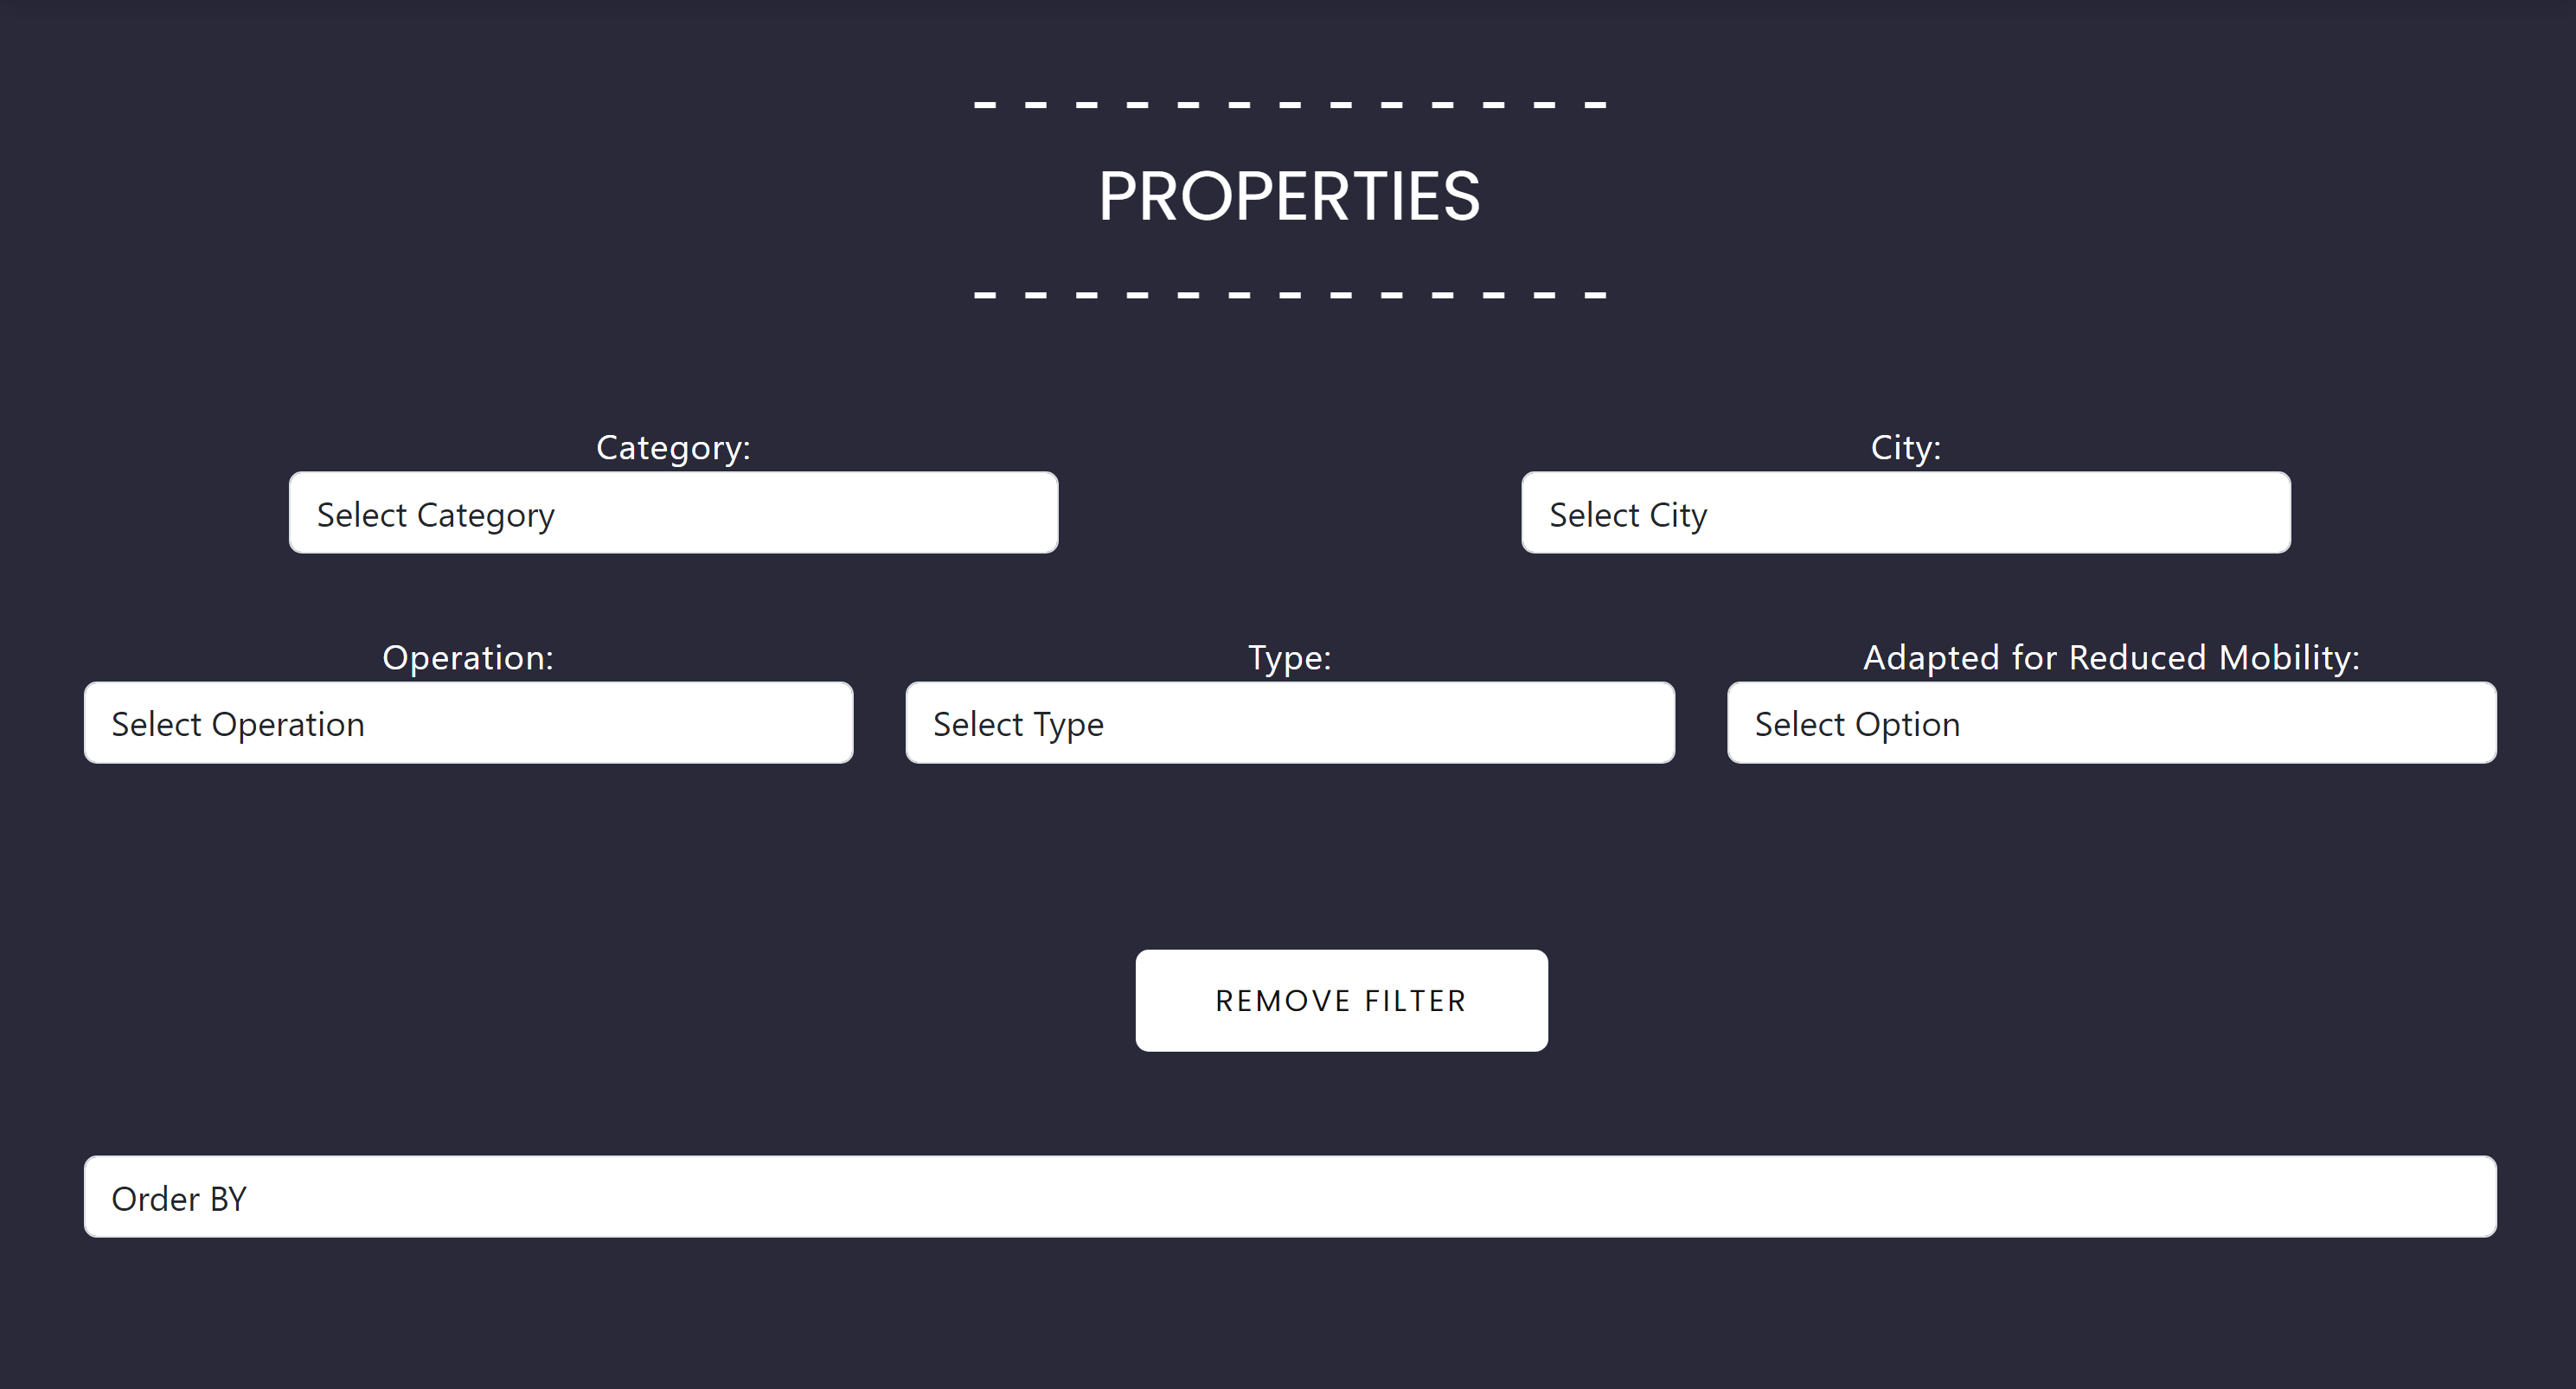 - - - - - - - - - - - - -
PROPERTIES
- - - - - - - - - - - - -
Category:
Select Category
City:
Select City
Operation:
Select Operation
Type:
Select Type
Adapted for Reduced Mobility:
Select Option
REMOVE FILTER
Order BY